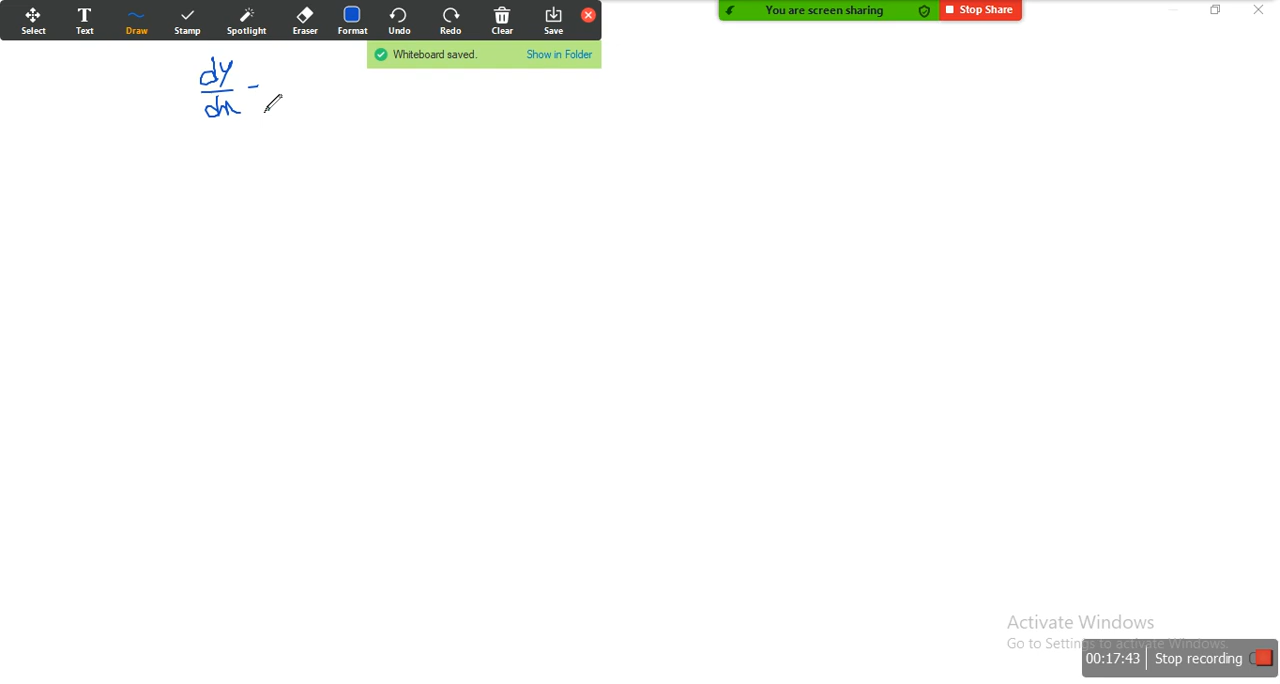 Select Text Draw Stamp Spotlight Eraser Format Undo Redo Clear Save
You are screen sharing Stop Share
Whiteboard saved. Show in Folder
dy
dx -
Activate Windows
Go to Settings to activate Windows.
00:17:43 Stop recording